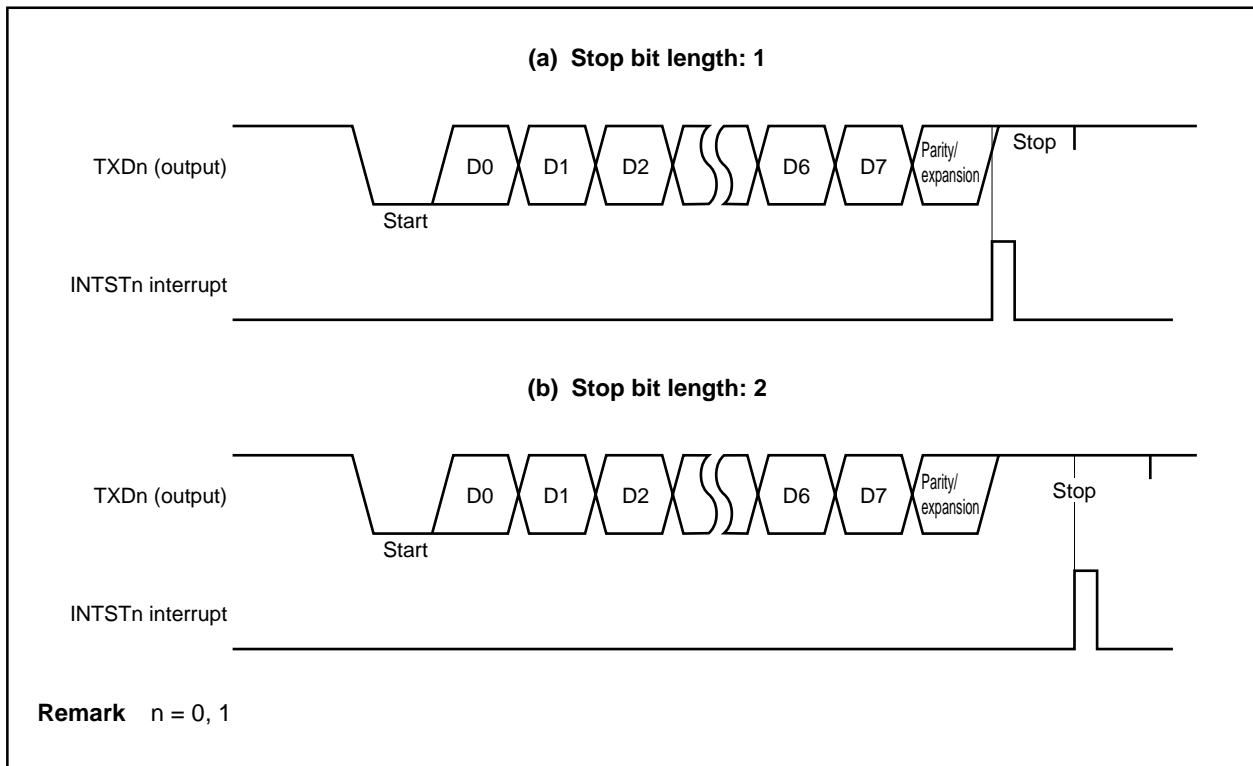 (a) Stop bit length: 1
TXDn (output)
Start
D0
D1
D2
D6
D7
Parity/
expansion
Stop
INTSTn interrupt
(b) Stop bit length: 2
TXDn (output)
Start
D0
D1
D2
D6
D7
Parity/
expansion
Stop
INTSTn interrupt
Remark n = 0, 1